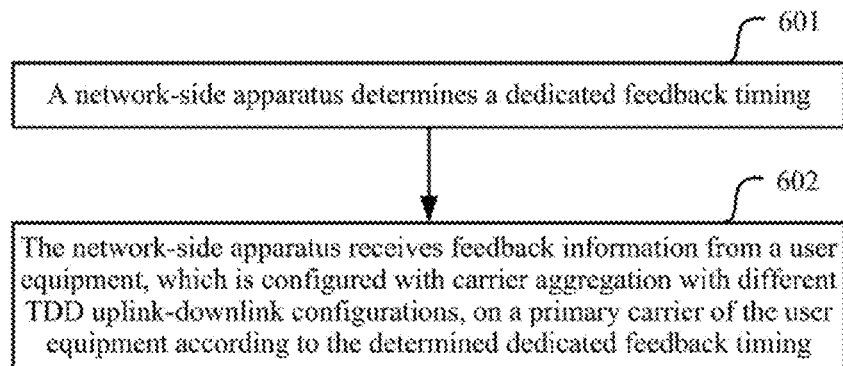 601
A network-side apparatus determines a dedicated feedback timing
602
The network-side apparatus receives feedback information from a user
equipment, which is configured with carrier aggregation with different
TDD uplink-downlink configurations, on a primary carrier of the user
equipment according to the determined dedicated feedback timing